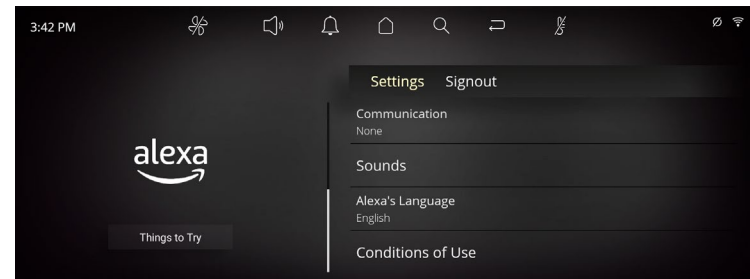 3:42 PM
Settings Signout
Communication
None
alexa
Sounds
Alexa's Language
English
Things to Try
Conditions of Use